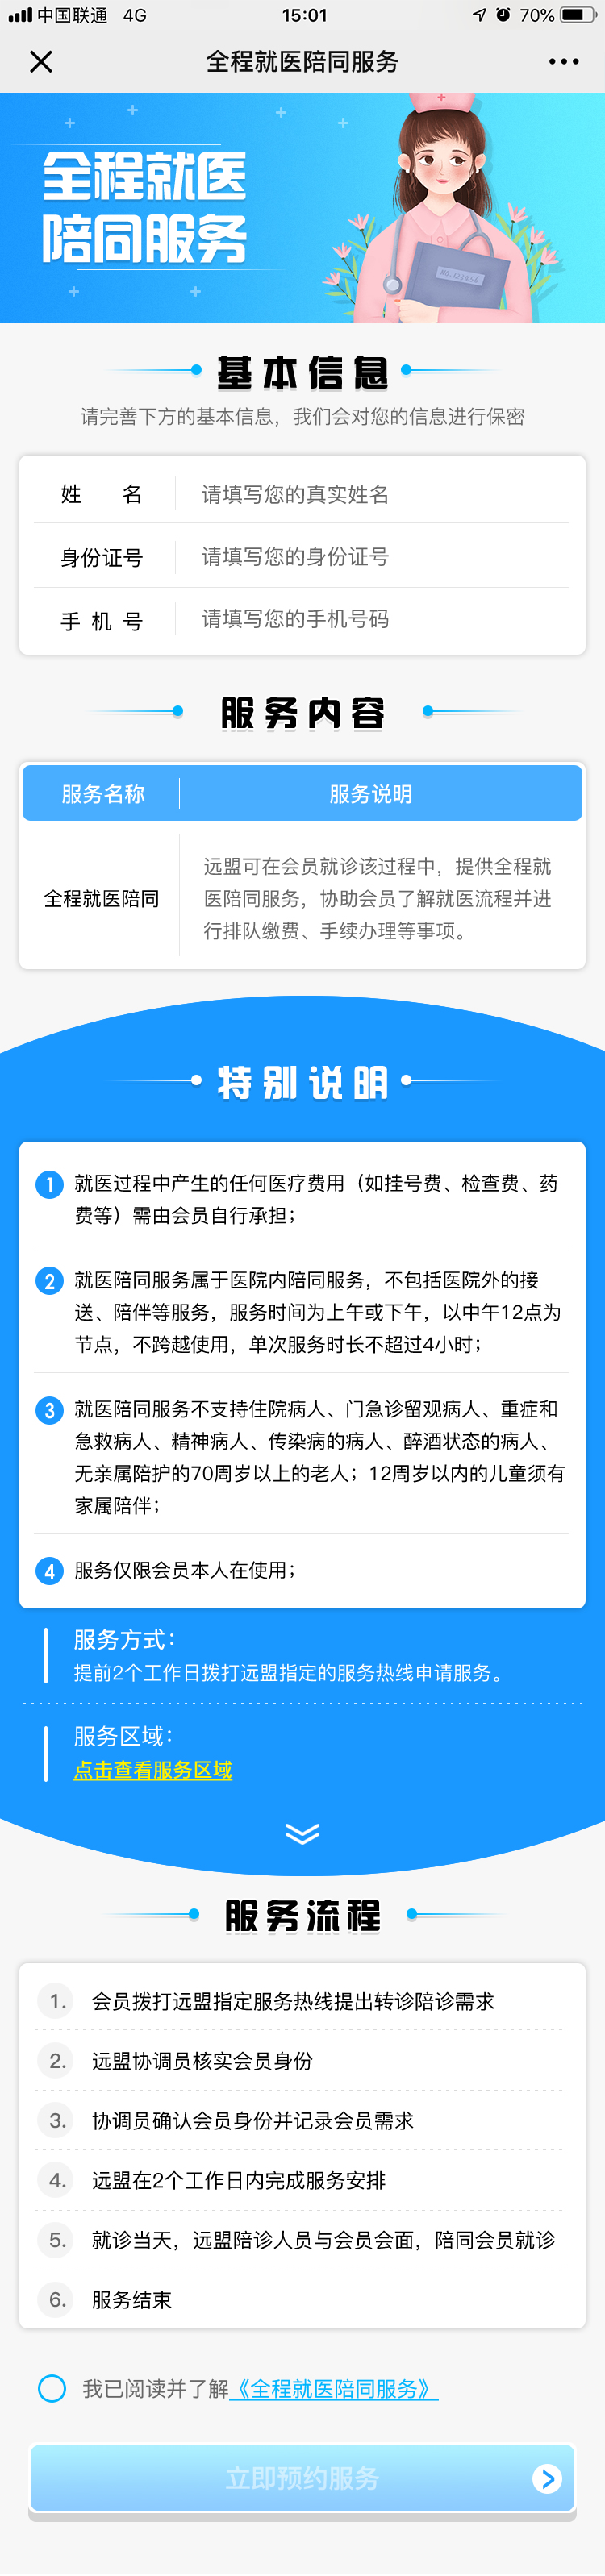 中国联通 4G 15:01 70%
全程就医陪同服务
全程就医
陪同服务
NO.123456
基本信息
请完善下方的基本信息，我们会对您的信息进行保密
姓 名 请填写您的真实姓名
身份证号 请填写您的身份证号
手 机 号 请填写您的手机号码
服务内容
服务名称 服务说明
全程就医陪同
远盟可在会员就诊该过程中，提供全程就
医陪同服务，协助会员了解就医流程并进
行排队缴费、手续办理等事项。
特别说明
1 就医过程中产生的任何医疗费用（如挂号费、检查费、药
费等）需由会员自行承担；
2 就医陪同服务属于医院内陪同服务，不包括医院外的接
送、陪伴等服务，服务时间为上午或下午，以中午12点为
节点，不跨越使用，单次服务时长不超过4小时；
3 就医陪同服务不支持住院病人、门急诊留观病人、重症和
急救病人、精神病人、传染病的病人、醉酒状态的病人、
无亲属陪护的70周岁以上的老人；12周岁以内的儿童须有
家属陪伴；
4 服务仅限会员本人在使用；
服务方式：
提前2个工作日拨打远盟指定的服务热线申请服务。
服务区域：
点击查看服务区域
服务流程
1. 会员拨打远盟指定服务热线提出转诊陪诊需求
2. 远盟协调员核实会员身份
3. 协调员确认会员身份并记录会员需求
4. 远盟在2个工作日内完成服务安排
5. 就诊当天，远盟陪诊人员与会员会面，陪同会员就诊
6. 服务结束
我已阅读并了解《全程就医陪同服务》
立即预约服务